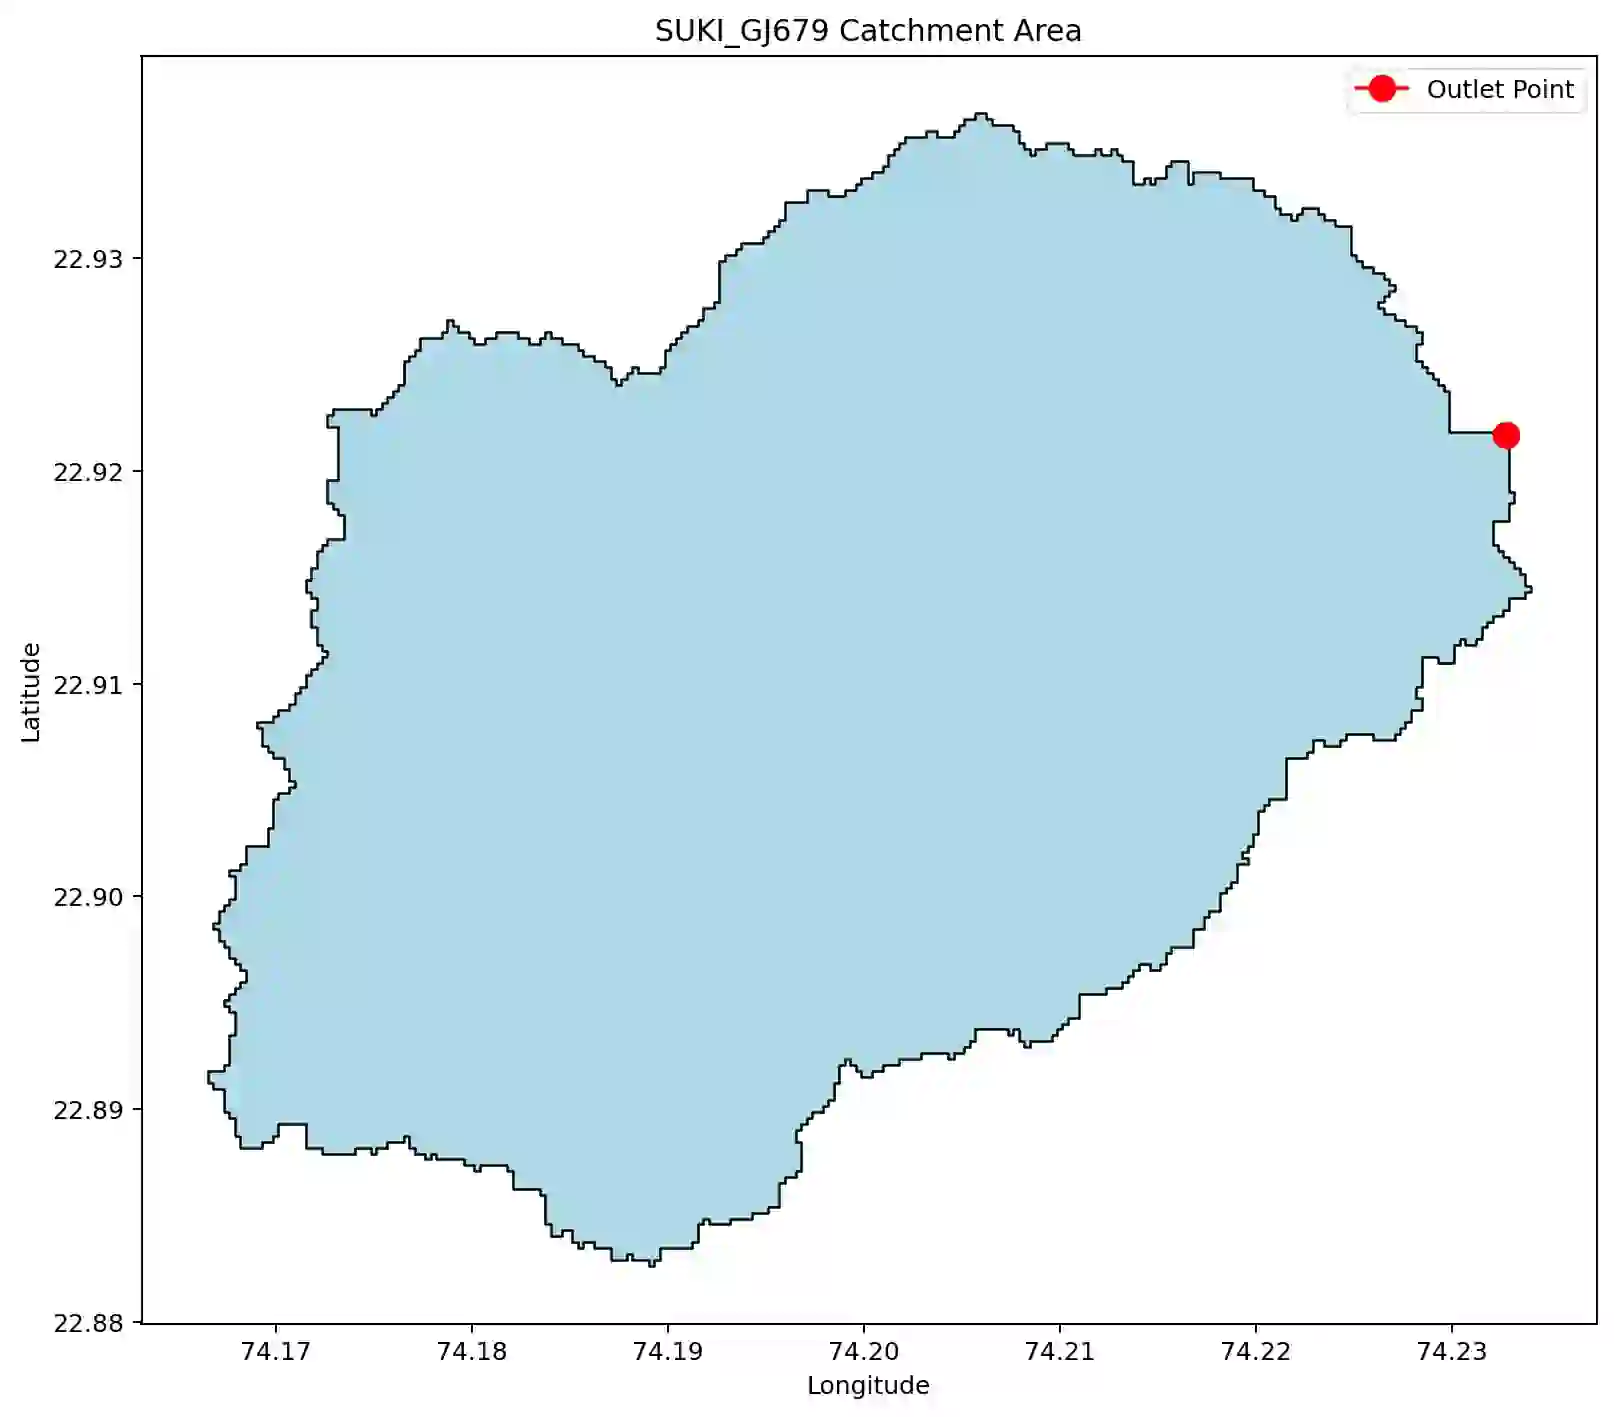 SUKI_GJ679 Catchment Area
Outlet Point
22.93
22.92
22.91
22.90
22.89
22.88
Latitude
74.17 74.18 74.19 74.20 74.21 74.22 74.23
Longitude